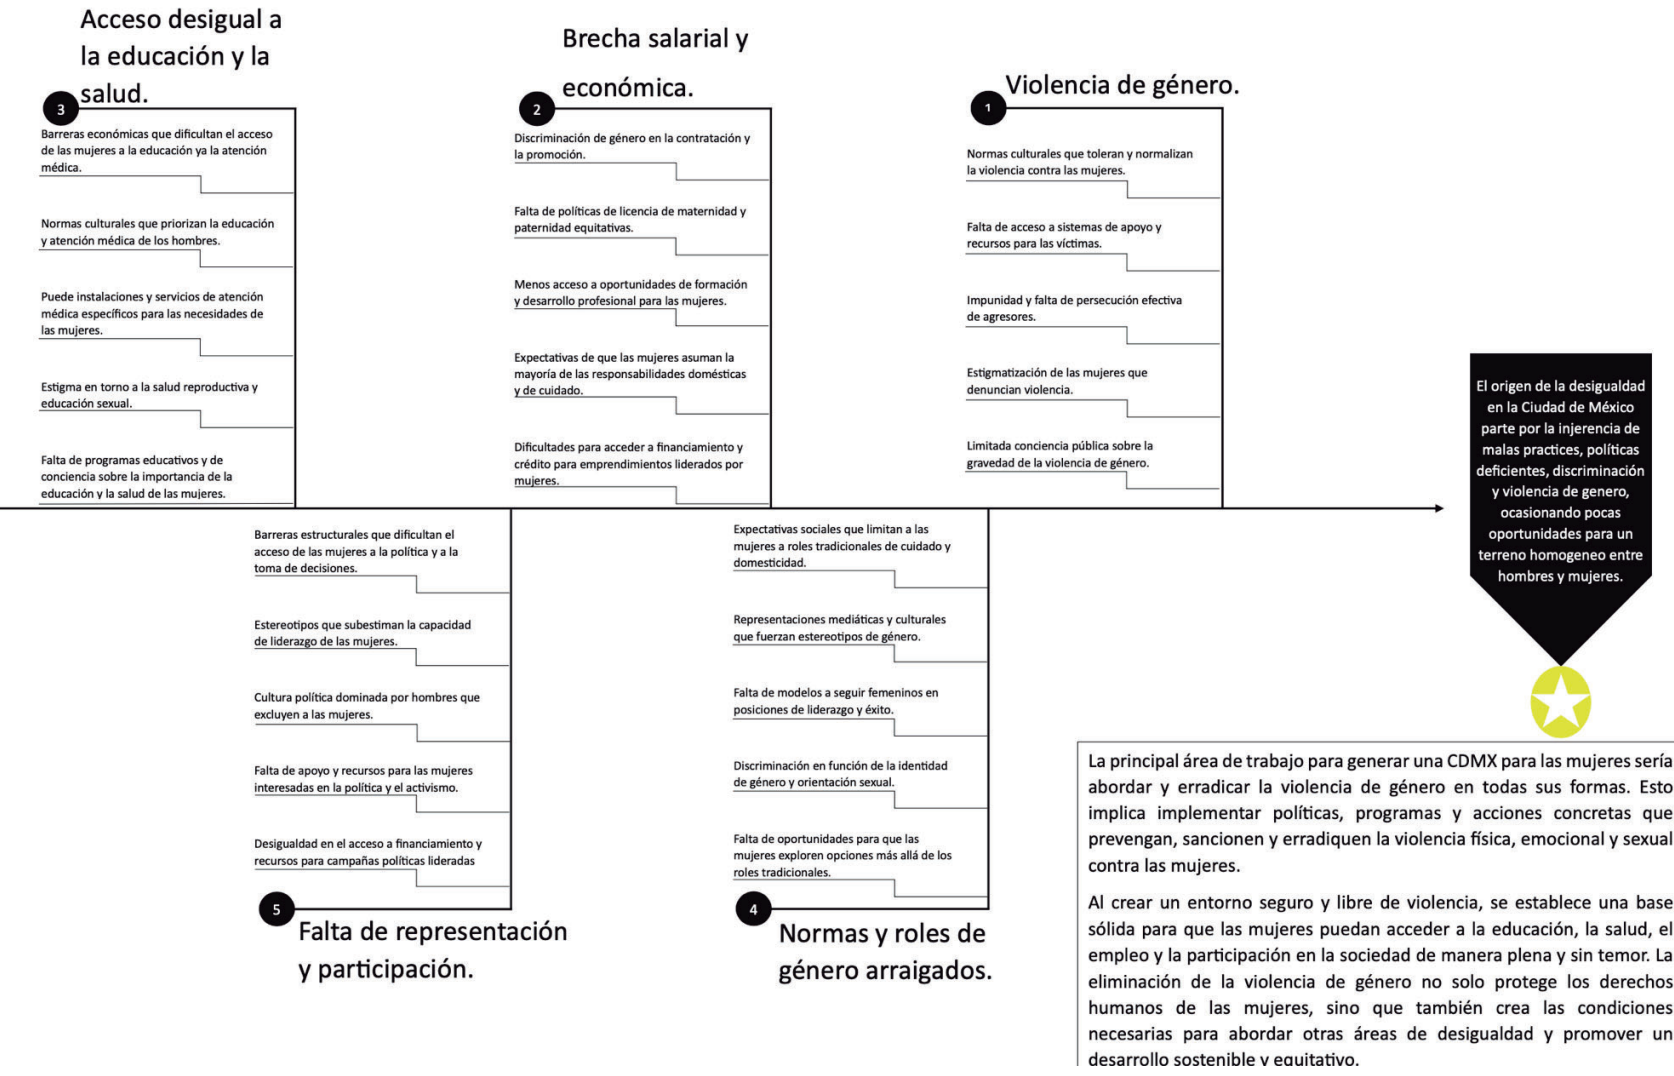 Acceso desigual a
la educación y la
salud.
3
Barreras económicas que dificultan el acceso
de las mujeres a la educación ya la atención
médica.
Normas culturales que priorizan la educación
y atención médica de los hombres.
Puede instalaciones y servicios de atención
médica específicos para las necesidades de
las mujeres.
Estigma en torno a la salud reproductiva y
educación sexual.
Falta de programas educativos y de
conciencia sobre la importancia de la
educación y la salud de las mujeres.
Brecha salarial y
económica.
2
Discriminación de género en la contratación y
la promoción.
Falta de políticas de licencia de maternidad y
paternidad equitativas.
Menos acceso a oportunidades de formación
y desarrollo profesional para las mujeres.
Expectativas de que las mujeres asuman la
mayoría de las responsabilidades domésticas
y de cuidado.
Dificultades para acceder a financiamiento y
crédito para emprendimientos liderados por
mujeres.
Violencia de género.
1
Normas culturales que toleran y normalizan
la violencia contra las mujeres.
Falta de acceso a sistemas de apoyo y
recursos para las víctimas.
Impunidad y falta de persecución efectiva
de agresores.
Estigmatización de las mujeres que
denuncian violencia.
Limitada conciencia pública sobre la
gravedad de la violencia de género.
El origen de la desigualdad
en la Ciudad de México
parte por la injerencia de
malas practices, políticas
deficientes, discriminación
y violencia de genero,
ocasionando pocas
oportunidades para un
terreno homogeneo entre
hombres y mujeres.
Barreras estructurales que dificultan el
acceso de las mujeres a la política y a la
toma de decisiones.
Estereotipos que subestiman la capacidad
de liderazgo de las mujeres.
Cultura política dominada por hombres que
excluyen a las mujeres.
Falta de apoyo y recursos para las mujeres
interesadas en la política y el activismo.
Desigualdad en el acceso a financiamiento y
recursos para campañas políticas lideradas
5
Falta de representación
y participación.
Expectativas sociales que limitan a las
mujeres a roles tradicionales de cuidado y
domesticidad.
Representaciones mediáticas y culturales
que fuerzan estereotipos de género.
Falta de modelos a seguir femeninos en
posiciones de liderazgo y éxito.
Discriminación en función de la identidad
de género y orientación sexual.
Falta de oportunidades para que las
mujeres exploren opciones más allá de los
roles tradicionales.
4
Normas y roles de
género arraigados.
La principal área de trabajo para generar una CDMX para las mujeres sería
abordar y erradicar la violencia de género en todas sus formas. Esto
implica implementar políticas, programas y acciones concretas que
prevengan, sancionen y erradiquen la violencia física, emocional y sexual
contra las mujeres.
Al crear un entorno seguro y libre de violencia, se establece una base
sólida para que las mujeres puedan acceder a la educación, la salud, el
empleo y la participación en la sociedad de manera plena y sin temor. La
eliminación de la violencia de género no solo protege los derechos
humanos de las mujeres, sino que también crea las condiciones
necesarias para abordar otras áreas de desigualdad y promover un
desarrollo sostenible y equitativo.